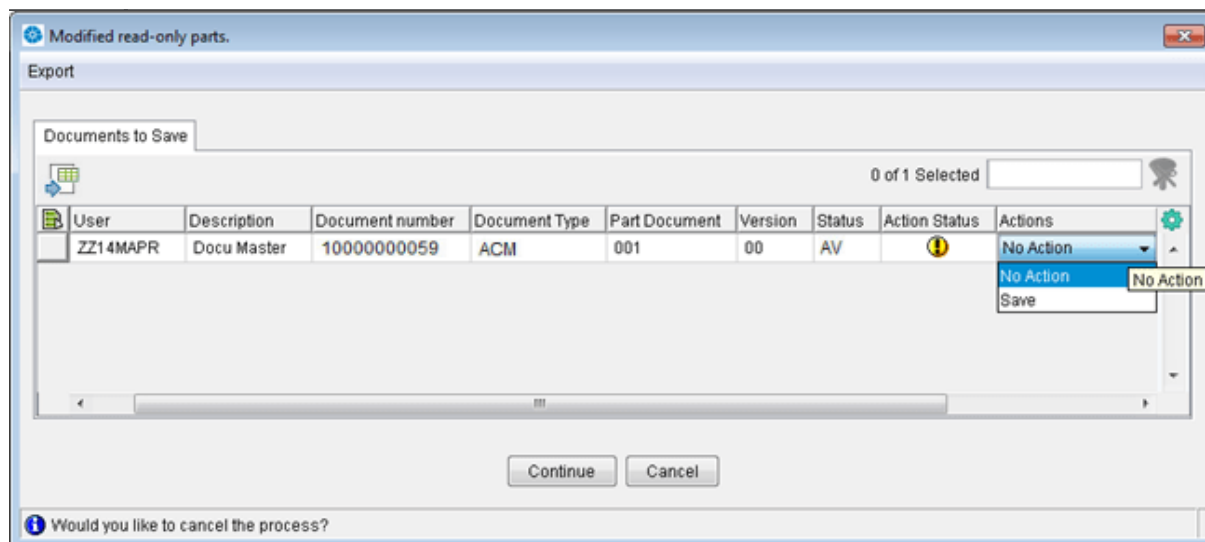 Modified read-only parts.
Export
Documents to Save
0 of 1 Selected
User Description Document number Document Type Part Document Version Status Action Status Actions
ZZ14MAPR Docu Master 10000000059 ACM 001 00 AV No Action
No Action No Action
Save
Continue Cancel
Would you like to cancel the process?